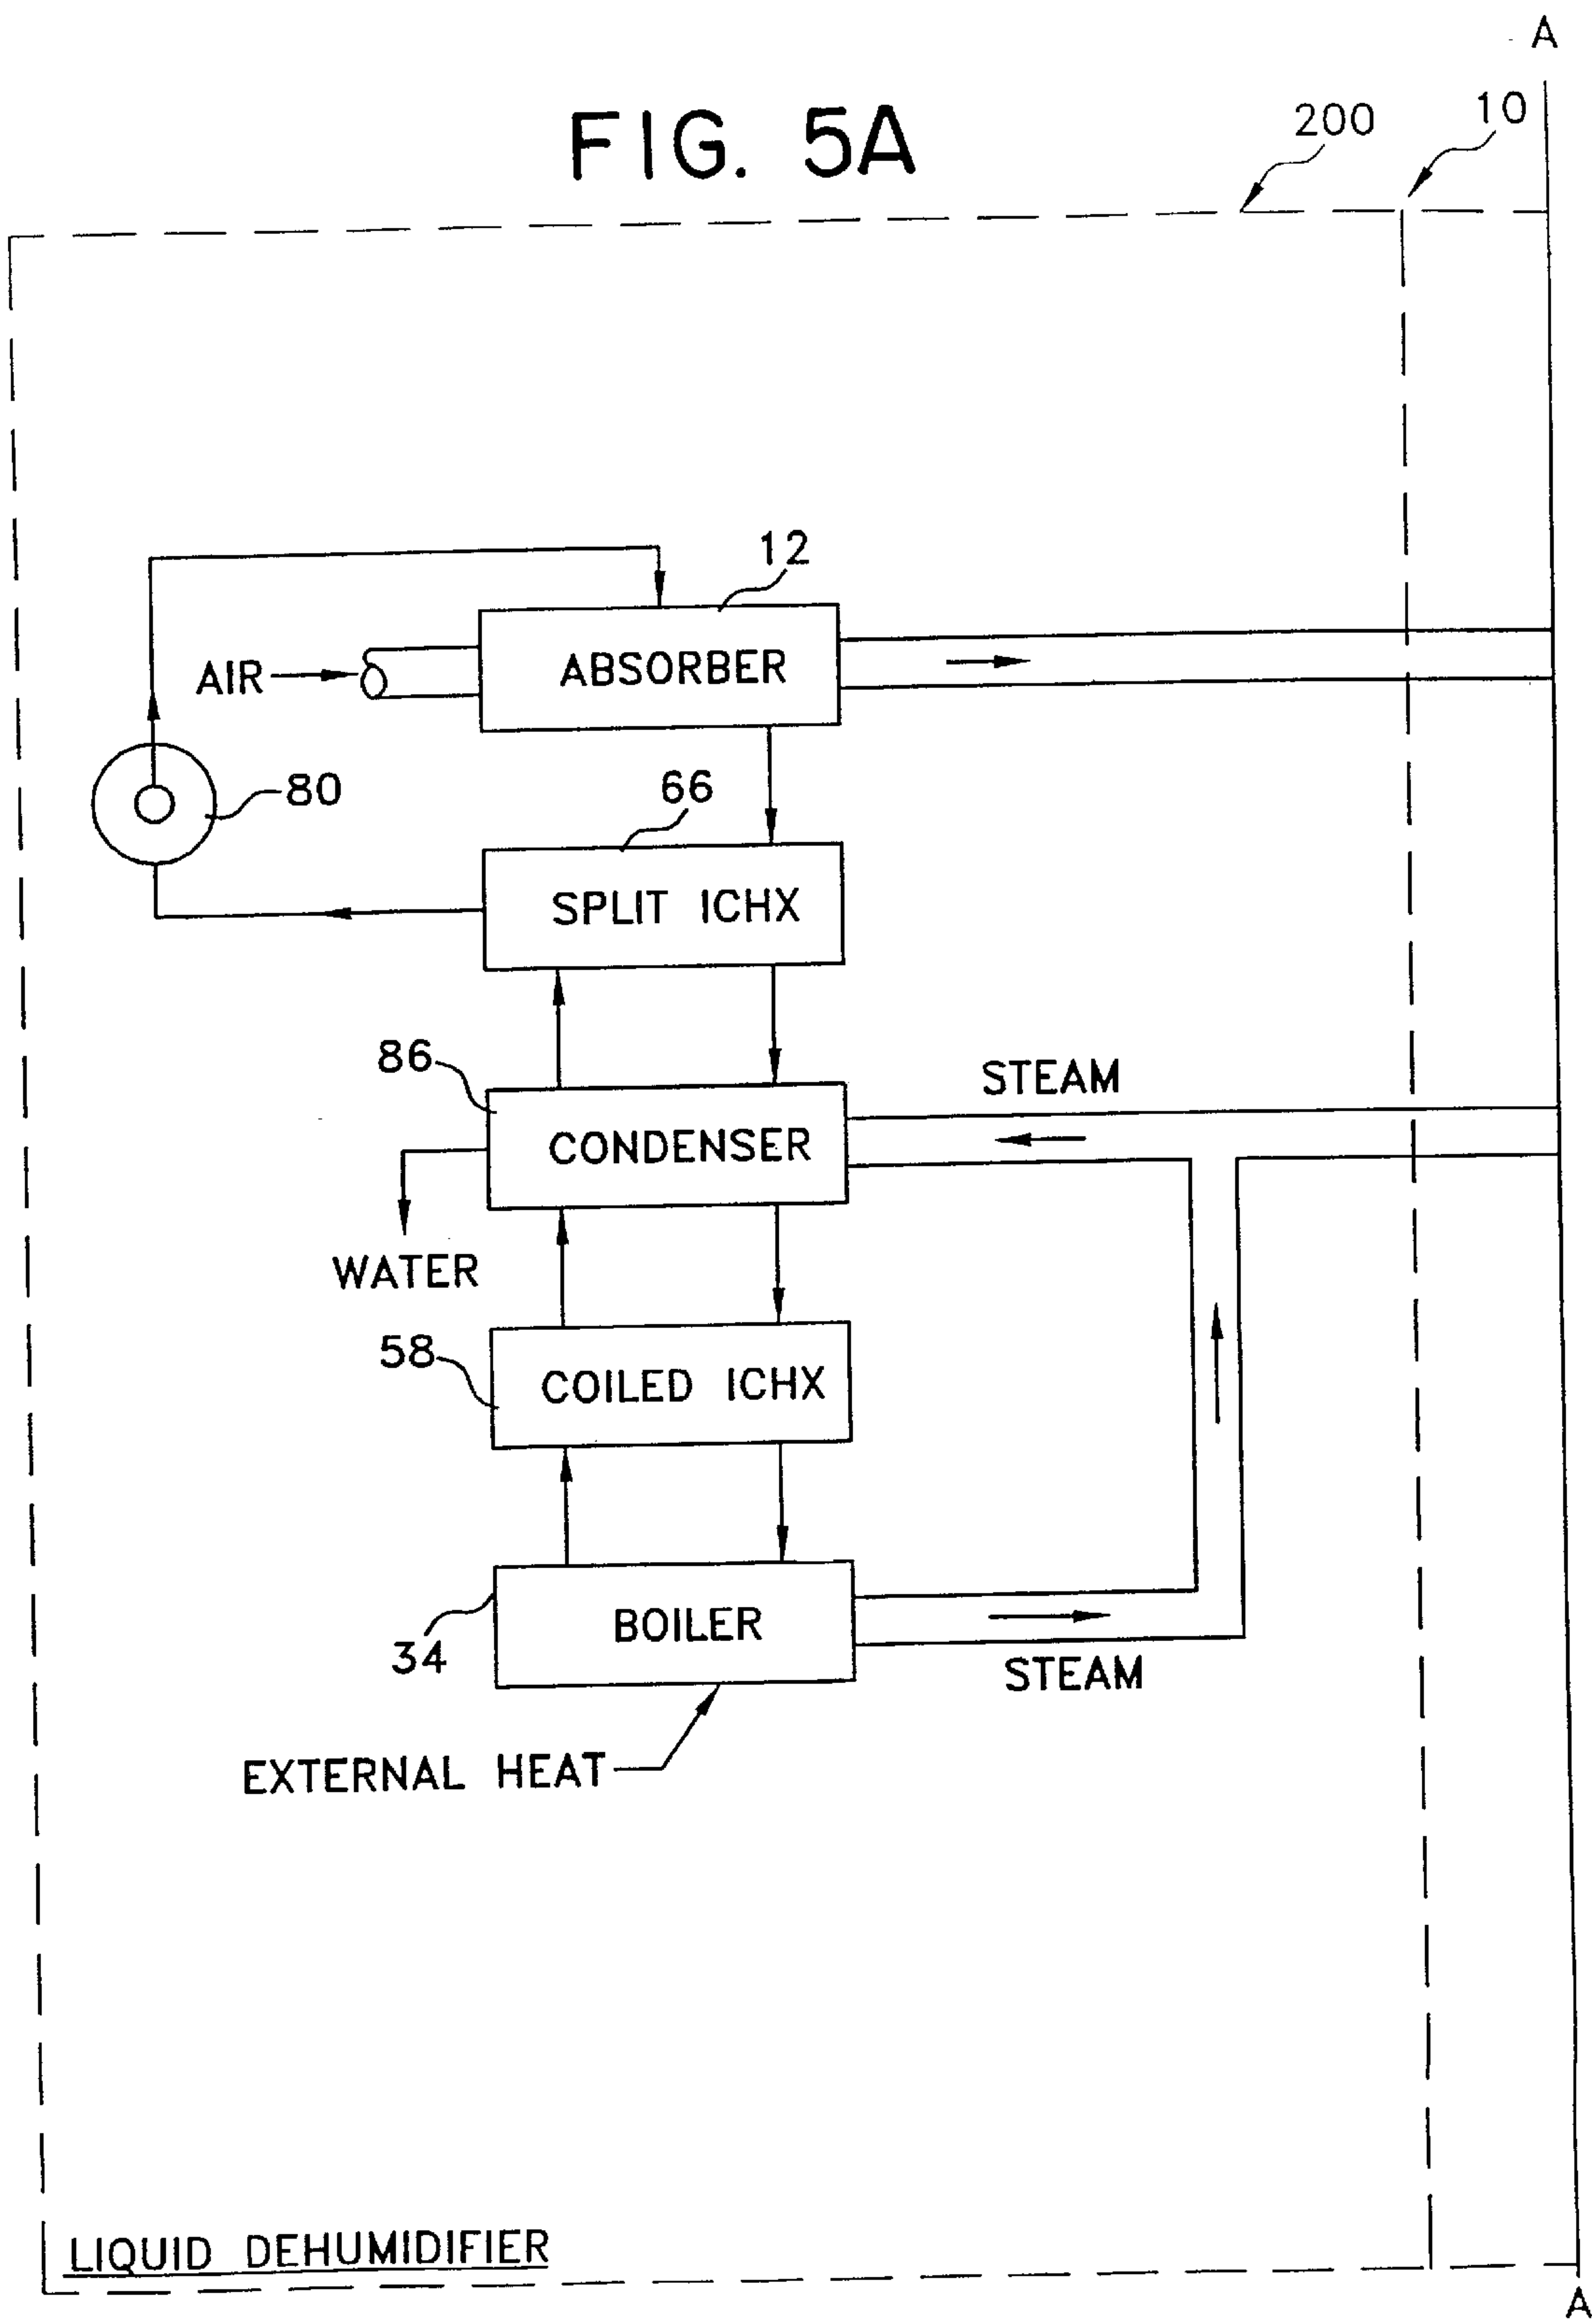 A
FIG. 5A
200
10
12
AIR
ABSORBER
80
66
SPLIT ICHX
86
STEAM
CONDENSER
WATER
58
COILED ICHX
BOILER
34
STEAM
EXTERNAL HEAT
LIQUID DEHUMIDIFIER
A